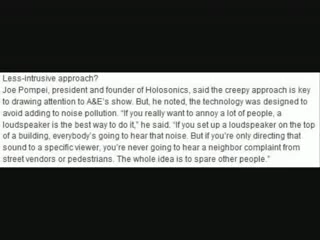 Less-intrusive approach?
Joe Pompei, president and founder of Holosonics, said the creepy approach is key
to drawing attention to A&E's show. But, he noted, the technology was designed to
avoid adding to noise pollution. "If you really want to annoy a lot of people, a
loudspeaker is the best way to do it," he said. "If you set up a loudspeaker on the top
of a building, everybody's going to hear that noise. But if you're only directing that
sound to a specific viewer, you're never going to hear a neighbor complaint from
street vendors or pedestrians. The whole idea is to spare other people."